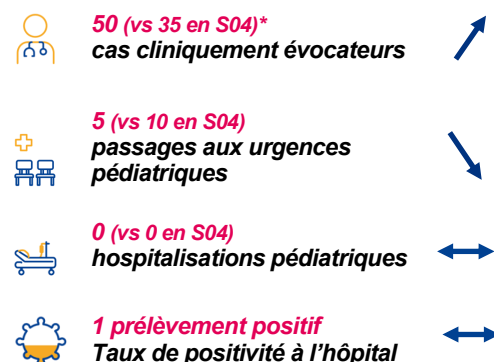 50 (vs 35 en S04)*
cas cliniquement évocateurs
5 (vs 10 en S04)
passages aux urgences
pédiatriques
0 (vs 0 en S04)
hospitalisations pédiatriques
1 prélèvement positif
Taux de positivité à l’hôpital